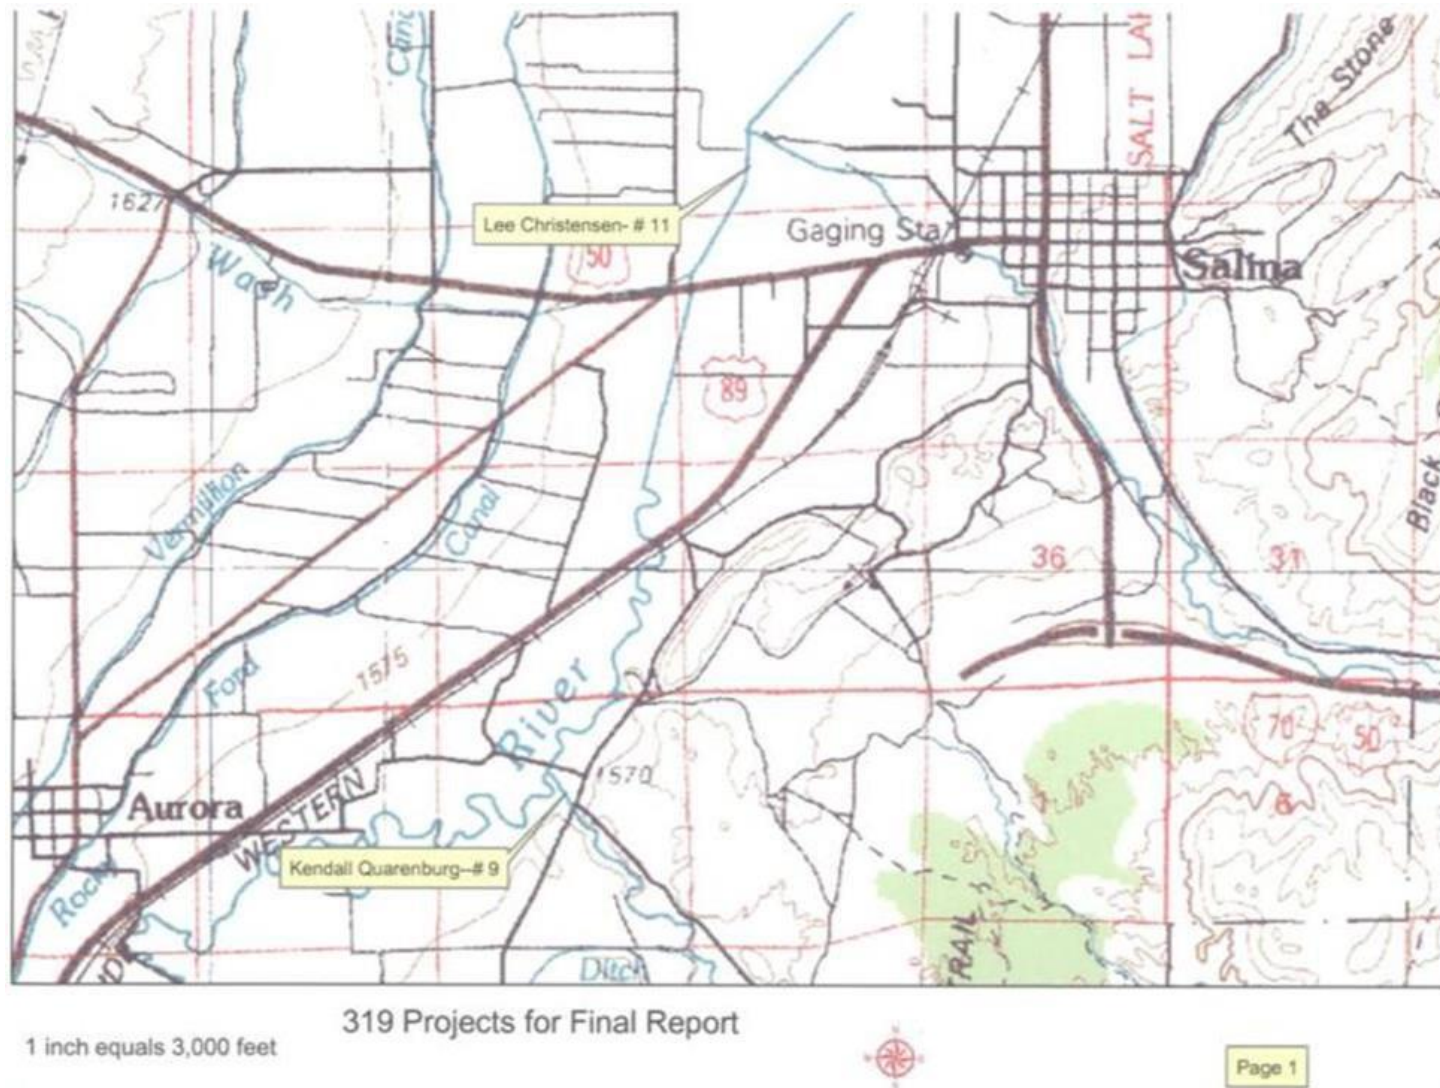 Cana
SALT LA
The Stone
1627
Lee Christensen- # 11
Gaging Sta
50
Wash
Salina
89
Vermillion
Canal
Black
36
31
1575
Ford
River
70
50
1570
6
Aurora
WESTERN
Kendall Quarenburg--# 9
Rocky
TRAIL
Ditch
319 Projects for Final Report
1 inch equals 3,000 feet
Page 1